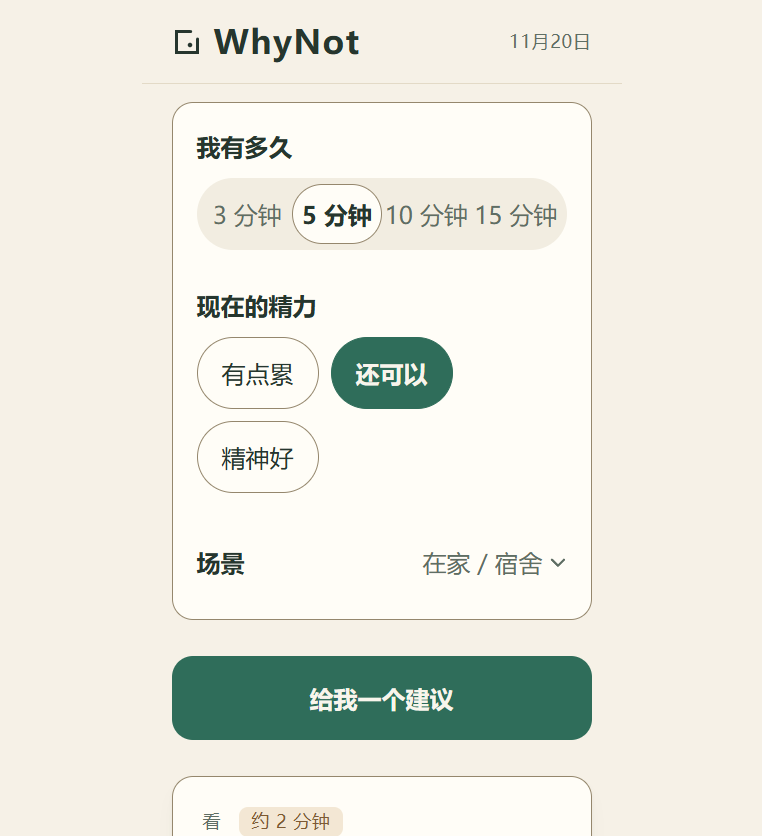 WhyNot 11月20日
我有多久
3 分钟 5 分钟 10 分钟 15 分钟
现在的精力
有点累 还可以
精神好
场景 在家 / 宿舍
给我一个建议
看 约 2 分钟